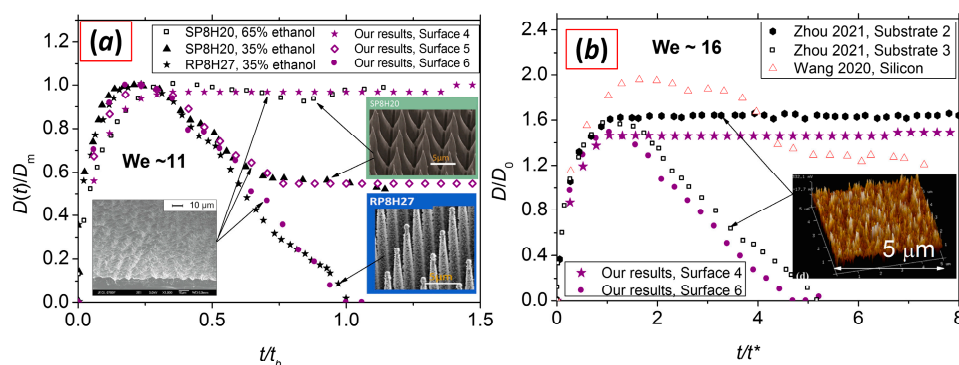 (a)
SP8H20, 65% ethanol
SP8H20, 35% ethanol
RP8H27, 35% ethanol
Our results, Surface 4
Our results, Surface 5
Our results, Surface 6
We ~11
SP8H20
5µm
10 µm
RP8H27
D(t)/Dm
1.4
1.2
1.0
0.8
0.6
0.4
0.2
0.0
0.0
0.5
1.0
1.5
t/tb
(b)
We ~ 16
Zhou 2021, Substrate 2
Zhou 2021, Substrate 3
Wang 2020, Silicon
5 µm
Our results, Surface 4
Our results, Surface 6
D/D0
2.4
2.0
1.6
1.2
0.8
0.4
0.0
0
2
4
6
8
t/t*